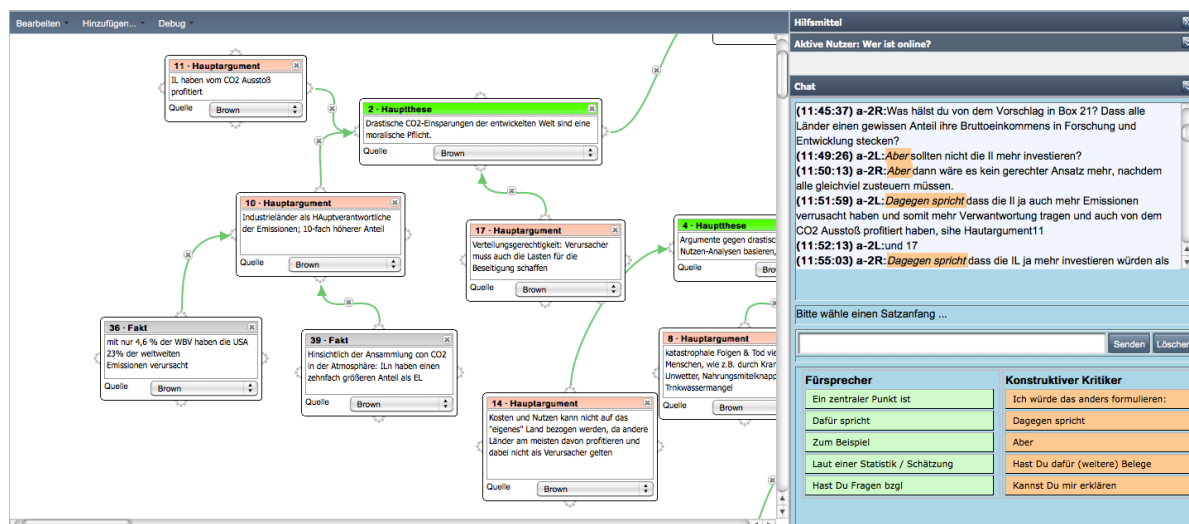 Bearbeiten Hinzufügen... Debug
11 - Hauptargument
IL haben vom CO2 Ausstoß
profitiert
Quelle Brown
2 - Hauptthese
Drastische CO2-Einsparungen der entwickelten Welt sind eine
moralische Pflicht.
Quelle Brown
10 - Hauptargument
Industrieländer als HAuptverantwortliche
der Emissionen; 10-fach höherer Anteil
Quelle Brown
17 - Hauptargument
Verteilungsgerechtigkeit: Verursacher
muss auch die Lasten für die
Beseitigung schaffen
Quelle Brown
4 - Hauptthese
Argumente gegen drastisc
Nutzen-Analysen basieren,
Quelle Bro
36 - Fakt
mit nur 4,6 % der WBV haben die USA
23% der weltweiten
Emissionen verursacht
Quelle Brown
39 - Fakt
Hinsichtlich der Ansammlung con CO2
in der Atmosphäre: ILn haben einen
zehnfach größeren Anteil als EL
Quelle Brown
8 - Hauptargument
katastrophale Folgen & Tod vie
Menschen, wie z.B. durch Kran
Unwetter, Nahrungsmitelknapp
Trnkwassermangel
Quelle Brown
14 - Hauptargument
Kosten und Nutzen kann nicht auf das
"eigenes" Land bezogen werden, da andere
Länder am meisten davon profitieren und
dabei nicht als Verursacher gelten
Quelle Brown
Hilfsmittel
Aktive Nutzer: Wer ist online?
Chat
(11:45:37) a-2R:Was hälst du von dem Vorschlag in Box 21? Dass alle
Länder einen gewissen Anteil ihre Bruttoeinkommens in Forschung und
Entwicklung stecken?
(11:49:26) a-2L:Aber sollten nicht die Il mehr investieren?
(11:50:13) a-2R:Aber dann wäre es kein gerechter Ansatz mehr, nachdem
alle gleichviel zusteuern müssen.
(11:51:59) a-2L:Dagegen spricht dass die Il ja auch mehr Emissionen
verrusacht haben und somit mehr Verwantwortung tragen und auch von dem
CO2 Ausstoß profitiert haben, sihe Hautargument11
(11:52:13) a-2L:und 17
(11:55:03) a-2R:Dagegen spricht dass die IL ja mehr investieren würden als
Bitte wähle einen Satzanfang ...
Senden Löschen
Fürsprecher
Ein zentraler Punkt ist
Dafür spricht
Zum Beispiel
Laut einer Statistik / Schätzung
Hast Du Fragen bzgl
Konstruktiver Kritiker
Ich würde das anders formulieren:
Dagegen spricht
Aber
Hast Du dafür (weitere) Belege
Kannst Du mir erklären